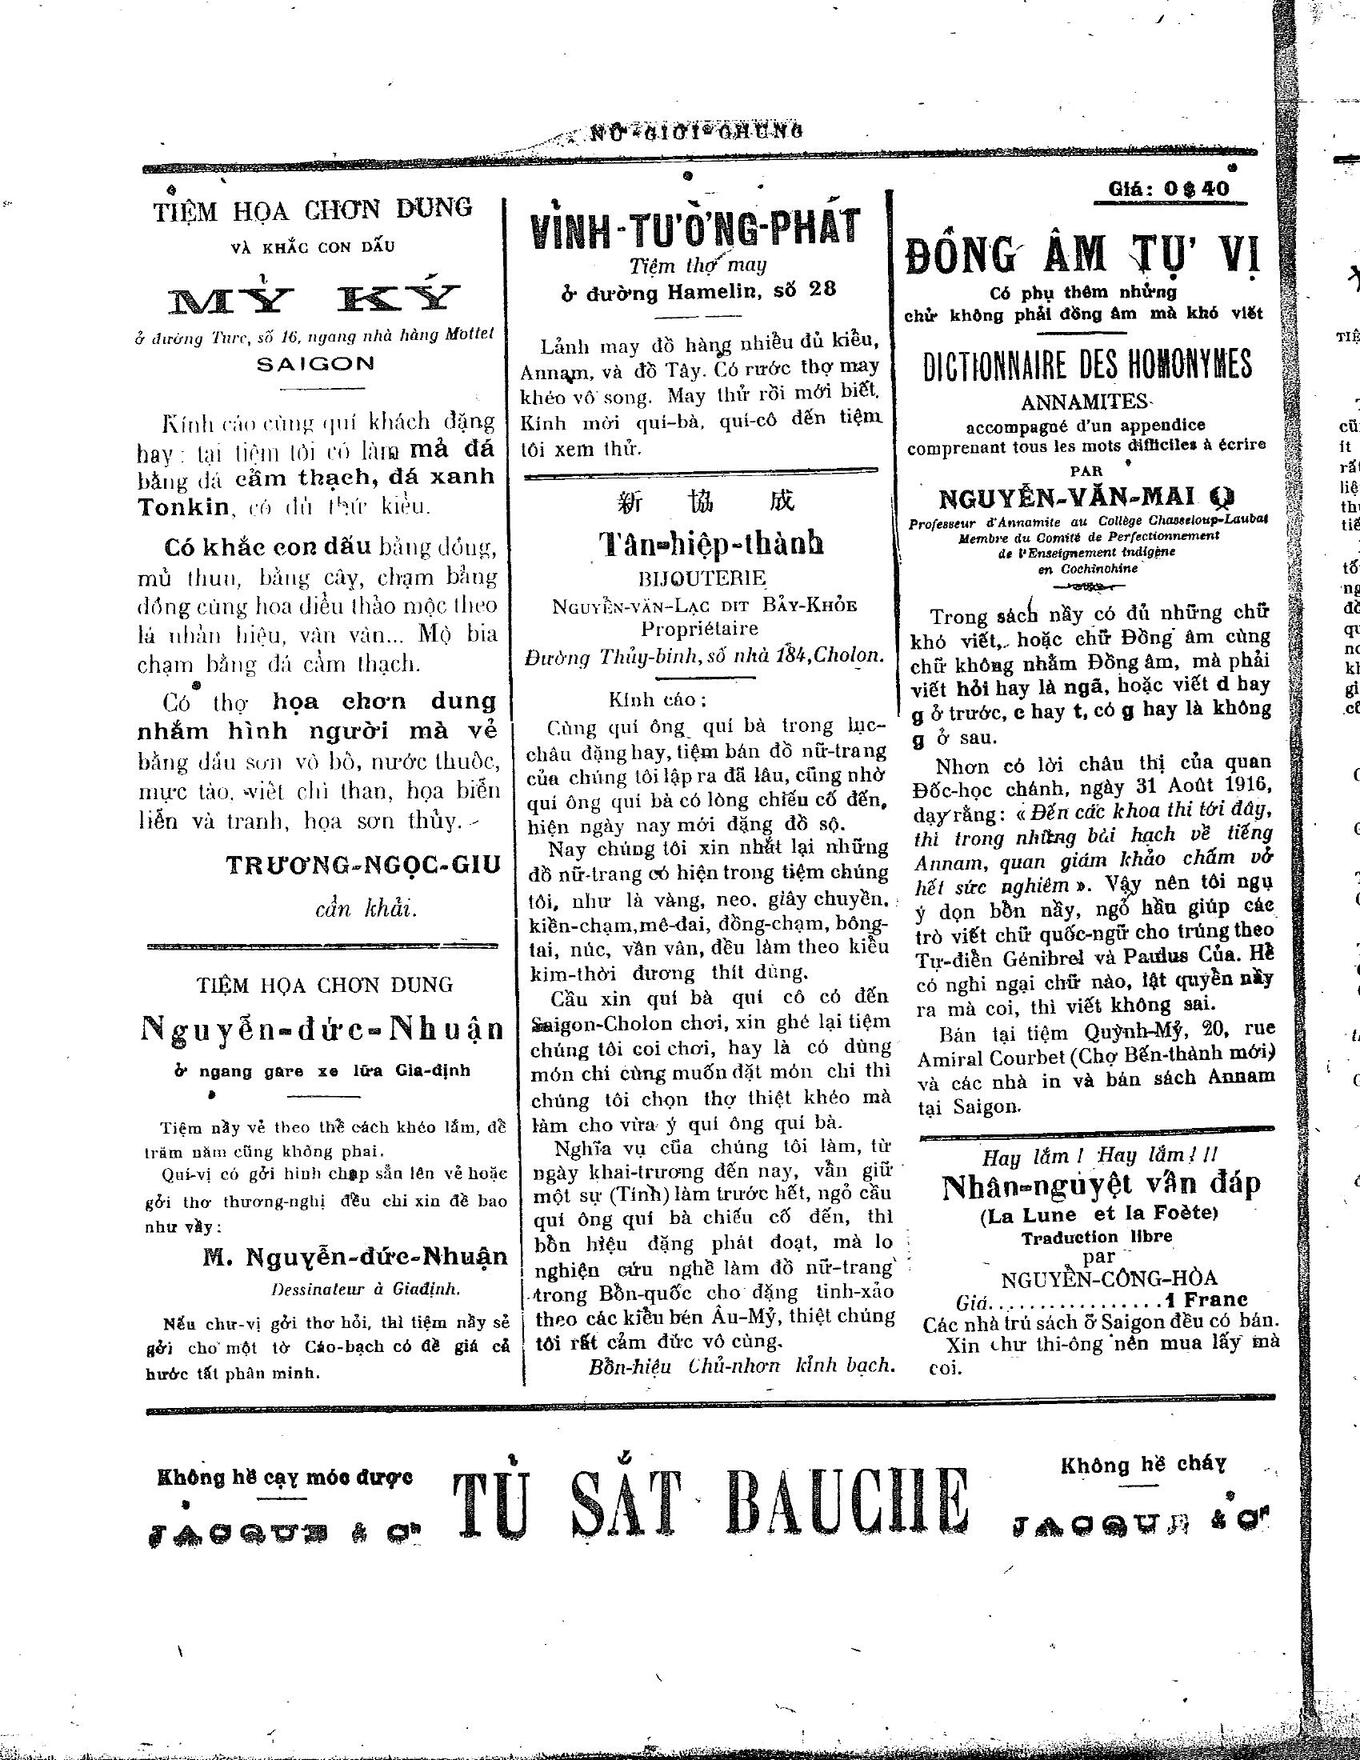 NỮ-GIỚI-CHUNG
TIỆM HỌA CHƠN DUNG
VÀ KHẮC CON DẤU
MỶ KÝ
ở đường Turc, số 16, ngang nhà hàng Mottet
SAIGON
Kính cáo cùng quí khách đặng
hay : tại tiệm tôi có làm mả đá
bằng đá cẩm thạch, đá xanh
Tonkin, có đủ thứ kiểu.
Có khắc con dấu bằng đồng,
mủ thun, bằng cây, chạm bằng
đồng cùng hoa diểu thảo mộc theo
lá nhản hiệu, vân vân... Mộ bia
chạm bằng đá cẩm thạch.
Có thợ họa chơn dung
nhắm hình người mà vẻ
bằng dầu sơn vò bô, nước thuốc,
mực tàu, viết chì than, họa biển
liễn và tranh, họa sơn thủy.
TRƯƠNG-NGỌC-GIU
cẩn khải.
TIỆM HỌA CHƠN DUNG
Nguyễn-đức-Nhuận
ở ngang gare xe lửa Gia-định
Tiệm nầy vẻ theo thể cách khéo lắm, để
trăm năm cũng không phai.
Quí-vị có gởi hình chụp sẳn lên vẻ hoặc
gởi thơ thương-nghị đều chỉ xin đề bao
như vầy :
M. Nguyễn-đức-Nhuận
Dessinateur à Giađịnh.
Nếu chư-vị gởi thơ hỏi, thì tiệm nầy sẻ
gởi cho một tờ Cáo-bạch có đề giá cả
hước tất phân minh.
VỈNH-TƯỜNG-PHÁT
Tiệm thợ may
ở đường Hamelin, số 28
Lảnh may đồ hàng nhiễu đủ kiểu,
Annam, và đồ Tây. Có rước thợ may
khéo vô song. May thử rồi mới biết.
Kính mời quí-bà, quí-cô đến tiệm
tôi xem thử.
新 協 成
Tân-hiệp-thành
BIJOUTERIE
NGUYỄN-VĂN-LẠC DIT BẢY-KHỎE
Propriétaire
Đường Thủy-binh, số nhà 184, Cholon.
Kính cáo ;
Cùng quí ông quí bà trong lục-
châu đặng hay, tiệm bán đồ nữ-trang
của chúng tôi lập ra đã lâu, cũng nhờ
quí ông quí bà có lòng chiếu cố đến,
hiện ngày nay mới đặng đồ sộ.
Nay chúng tôi xin nhắt lại những
đồ nữ-trang có hiện trong tiệm chúng
tôi, như là vàng, neo, giây chuyền,
kiền-chạm, mê-đai, đồng-chạm, bông-
tai, núc, vân vân, đều làm theo kiểu
kim-thời đương thít dùng.
Cầu xin quí bà quí cô có đến
Saigon-Cholon chơi, xin ghé lại tiệm
chúng tôi coi chơi, hay là có dùng
món chi cùng muốn đặt món chi thì
chúng tôi chọn thợ thiệt khéo mà
làm cho vừa ý quí ông quí bà.
Nghĩa vụ của chúng tôi làm, từ
ngày khai-trương đến nay, vẫn giữ
một sự (Tính) làm trước hết, ngỏ cầu
quí ông quí bà chiếu cố đến, thì
bổn hiệu đặng phát đoạt, mà lo
nghiện cứu nghề làm đồ nữ-trang
trong Bổn-quốc cho đặng tinh-xảo
theo các kiểu bén Âu-Mỷ, thiệt chúng
tôi rất cảm đức vô cùng.
Bổn-hiệu Chủ-nhơn kỉnh bạch.
Giá: 0$40
ĐỒNG ÂM TỰ VỊ
Có phụ thêm những
chử không phải đồng âm mà khó viết
DICTIONNAIRE DES HOMONYMES
ANNAMITES
accompagné d'un appendice
comprenant tous les mots difficiles à écrire
PAR
NGUYỄN-VĂN-MAI
Professeur d'Annamite au Collège Chasseloup-Laubat
Membre du Comité de Perfectionnement
de l'Enseignement Indigène
en Cochinchine
Trong sách nầy có đủ những chữ
khó viết, hoặc chữ Đồng âm cùng
chữ không nhằm Đồng âm, mà phải
viết hỏi hay là ngã, hoặc viết d hay
g ở trước, c hay t, có g hay là không
g ở sau.
Nhơn có lời châu thị của quan
Đốc-học chánh, ngày 31 Août 1916,
dạy rằng : « Đến các khoa thi tới đây,
thi trong những bài hạch về tiếng
Annam, quan giám khảo chấm vở
hết sức nghiêm ». Vậy nên tôi ngụ
ý dọn bổn nầy, ngỏ hầu giúp các
trò viết chữ quốc-ngữ cho trúng theo
Tự-điển Génibrel và Paulus Của. Hễ
có nghi ngại chữ nào, lật quyển nầy
ra mà coi, thì viết không sai.
Bán tại tiệm Quỳnh-Mỹ, 20, rue
Amiral Courbet (Chợ Bến-thành mới)
và các nhà in và bán sách Annam
tại Saigon.
Hay lắm ! Hay lắm ! ! !
Nhân-nguyệt vấn đáp
(La Lune et la Foète)
Traduction libre
par
NGUYỄN-CÔNG-HÒA
Giá................1 Franc
Các nhà trử sách ở Saigon đều có bán.
Xin chư thi-ông nên mua lấy mà
coi.
Không hề cạy móc được
JACQUE & Cie
TỦ SẮT BAUCHE
Không hề cháy
JACQUE & Cie